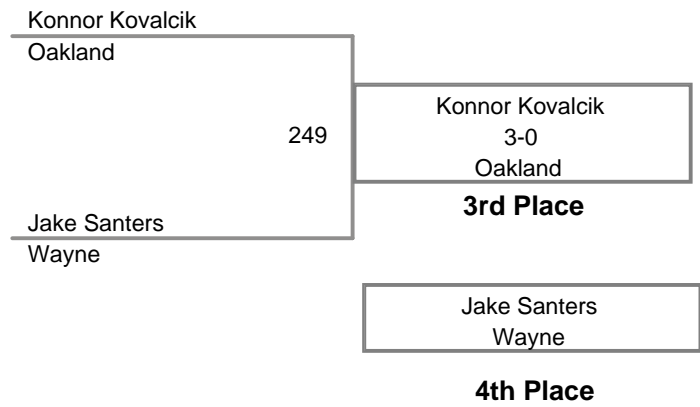 Konnor Kovalcik
Oakland
249
Konnor Kovalcik
3-0
Oakland
3rd Place
Jake Santers
Wayne
Jake Santers
Wayne
4th Place